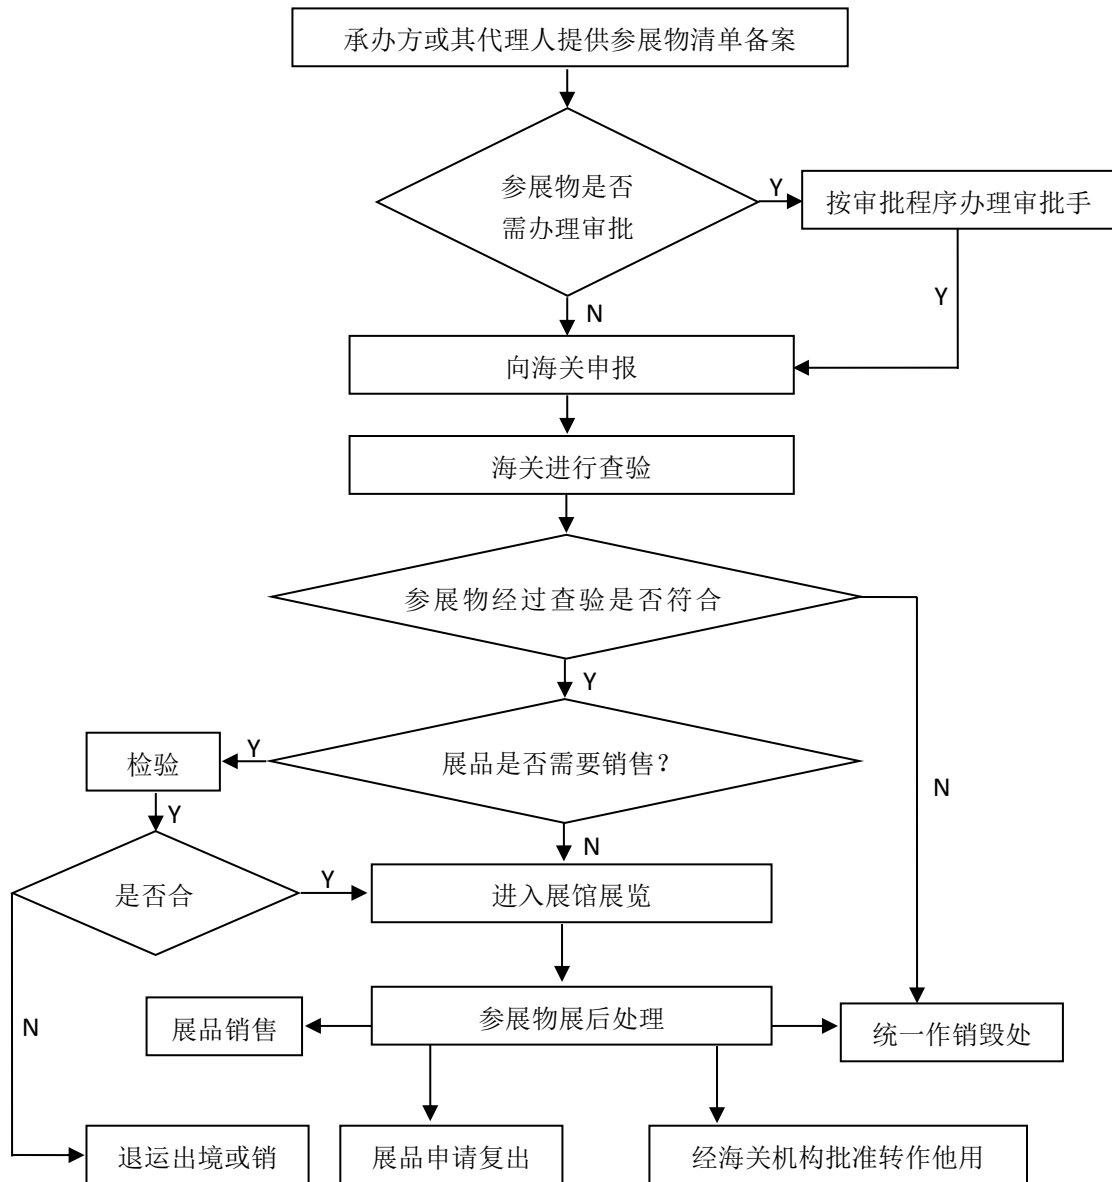 承办方或其代理人提供参展物清单备案
参展物是否
需办理审批
Y
按审批程序办理审批手
Y
N
向海关申报
海关进行查验
参展物经过查验是否符合
Y
展品是否需要销售?
Y
检验
N
Y
N
是否合
Y
进入展馆展览
N
展品销售
参展物展后处理
统一作销毁处
退运出境或销
展品申请复出
经海关机构批准转作他用